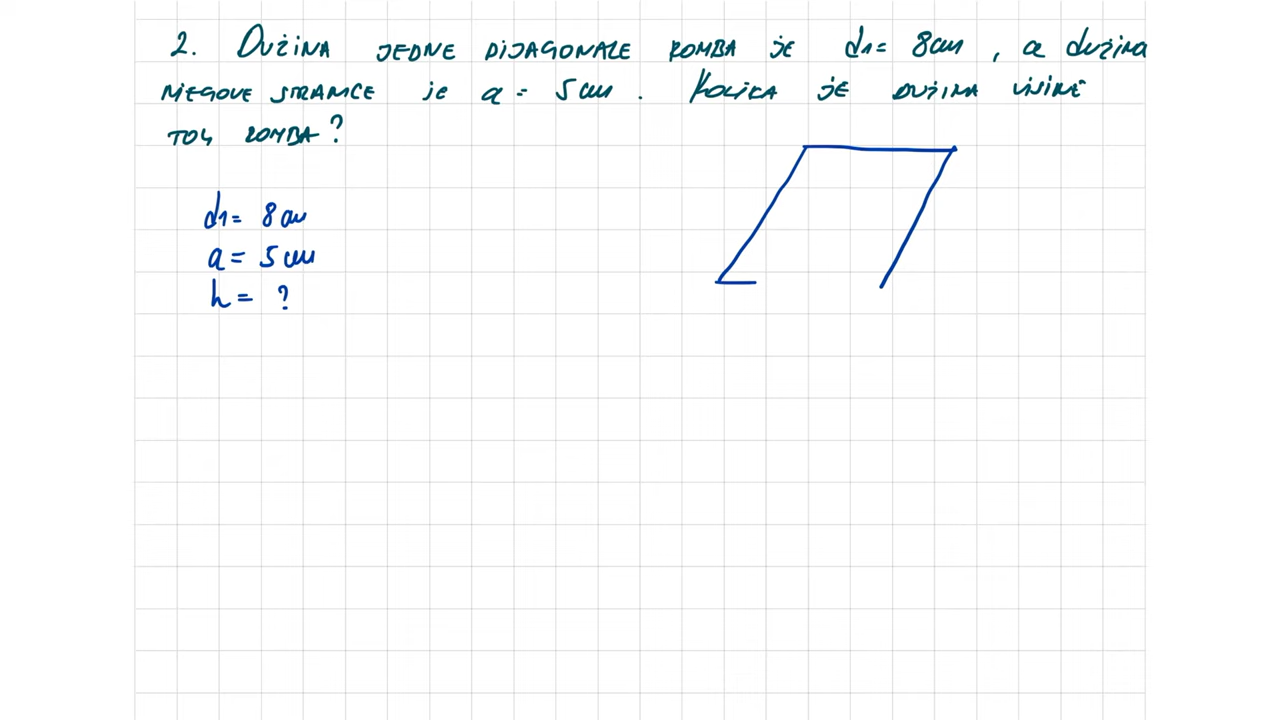 2. DUŽINA JEDNE DIJAGONALE ROMBA JE d1= 8cm , a dužina
NJEGOVE STRANICE je a = 5cm . KOLIKA JE DUŽINA VISINE
TOG ROMBA?
d1= 8cm
a = 5cm
h = ?